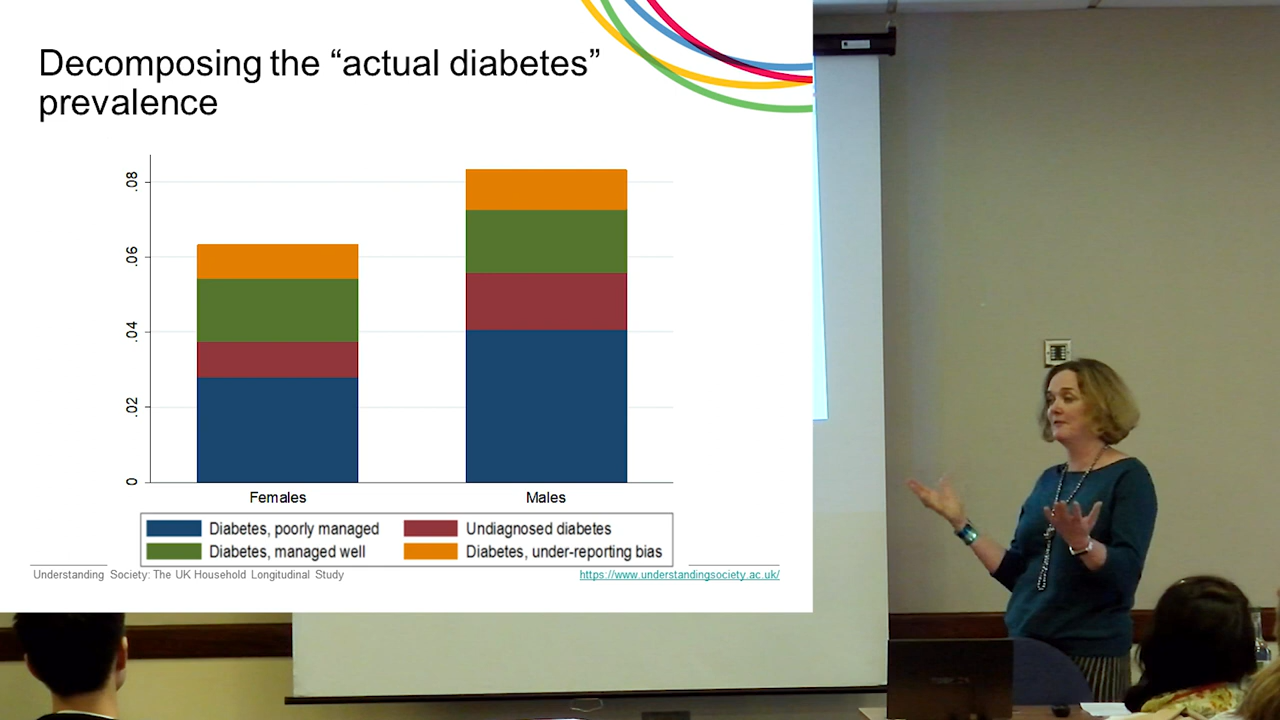 Decomposing the “actual diabetes”
prevalence
.08
.06
.04
.02
0
Females Males
Diabetes, poorly managed Undiagnosed diabetes
Diabetes, managed well Diabetes, under-reporting bias
Understanding Society: The UK Household Longitudinal Study https://www.understandingsociety.ac.uk/